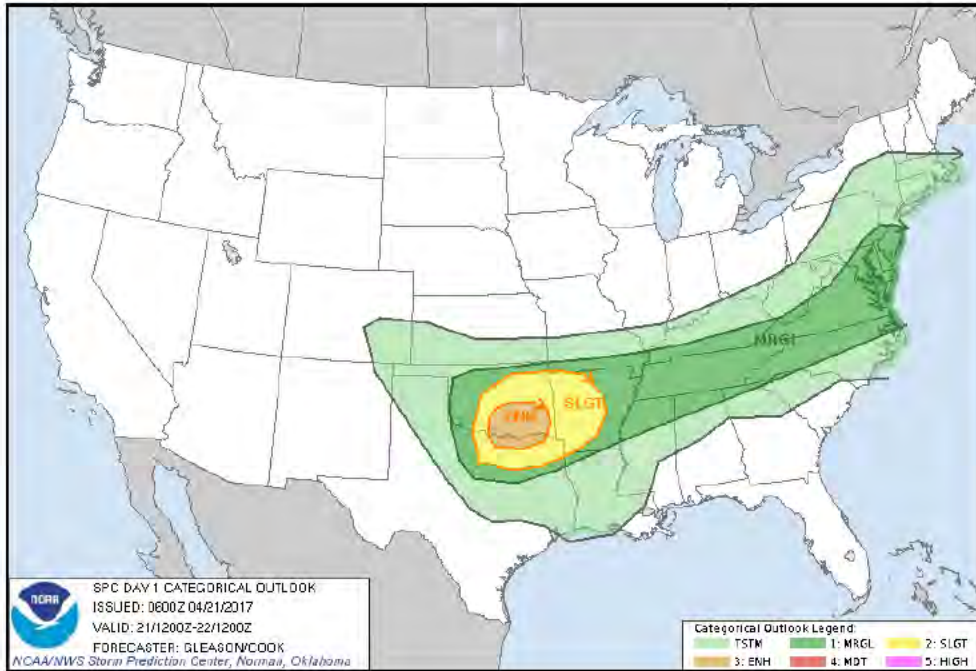 MRGL
SLGT
ENH
SPC DAY 1 CATEGORICAL OUTLOOK
ISSUED: 0600Z 04/21/2017
VALID: 21/1200Z-22/1200Z
FORECASTER: GLEASON/COOK
NOAA/NWS Storm Prediction Center, Norman, Oklahoma
NOAA
Categorical Outlook Legend:
TSTM 1: MRGL 2: SLGT
3: ENH 4: MDT 5: HIGH